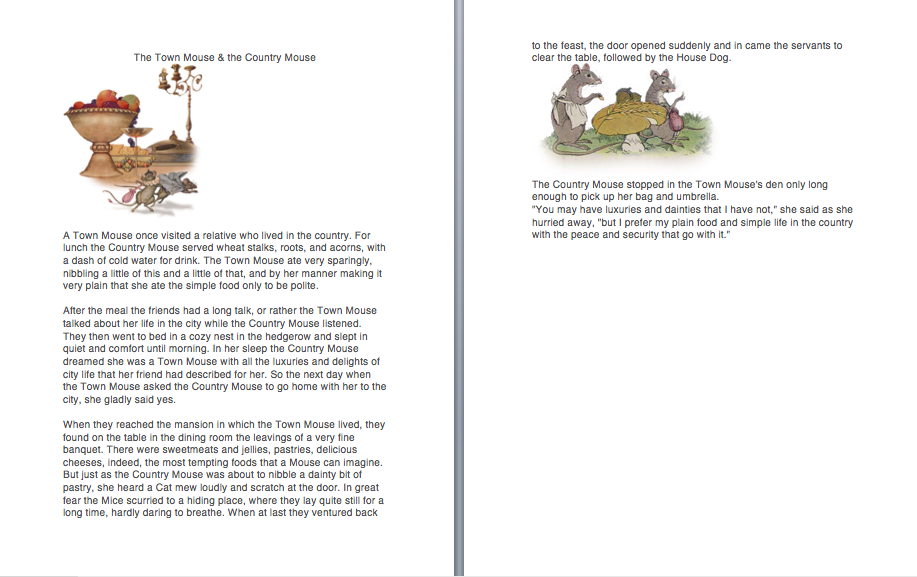 The Town Mouse & the Country Mouse
A Town Mouse once visited a relative who lived in the country. For
lunch the Country Mouse served wheat stalks, roots, and acorns, with
a dash of cold water for drink. The Town Mouse ate very sparingly,
nibbling a little of this and a little of that, and by her manner making it
very plain that she ate the simple food only to be polite.
After the meal the friends had a long talk, or rather the Town Mouse
talked about her life in the city while the Country Mouse listened.
They then went to bed in a cozy nest in the hedgerow and slept in
quiet and comfort until morning. In her sleep the Country Mouse
dreamed she was a Town Mouse with all the luxuries and delights of
city life that her friend had described for her. So the next day when
the Town Mouse asked the Country Mouse to go home with her to the
city, she gladly said yes.
When they reached the mansion in which the Town Mouse lived, they
found on the table in the dining room the leavings of a very fine
banquet. There were sweetmeats and jellies, pastries, delicious
cheeses, indeed, the most tempting foods that a Mouse can imagine.
But just as the Country Mouse was about to nibble a dainty bit of
pastry, she heard a Cat mew loudly and scratch at the door. In great
fear the Mice scurried to a hiding place, where they lay quite still for a
long time, hardly daring to breathe. When at last they ventured back
to the feast, the door opened suddenly and in came the servants to
clear the table, followed by the House Dog.
The Country Mouse stopped in the Town Mouse's den only long
enough to pick up her bag and umbrella.
"You may have luxuries and dainties that I have not," she said as she
hurried away, "but I prefer my plain food and simple life in the country
with the peace and security that go with it."